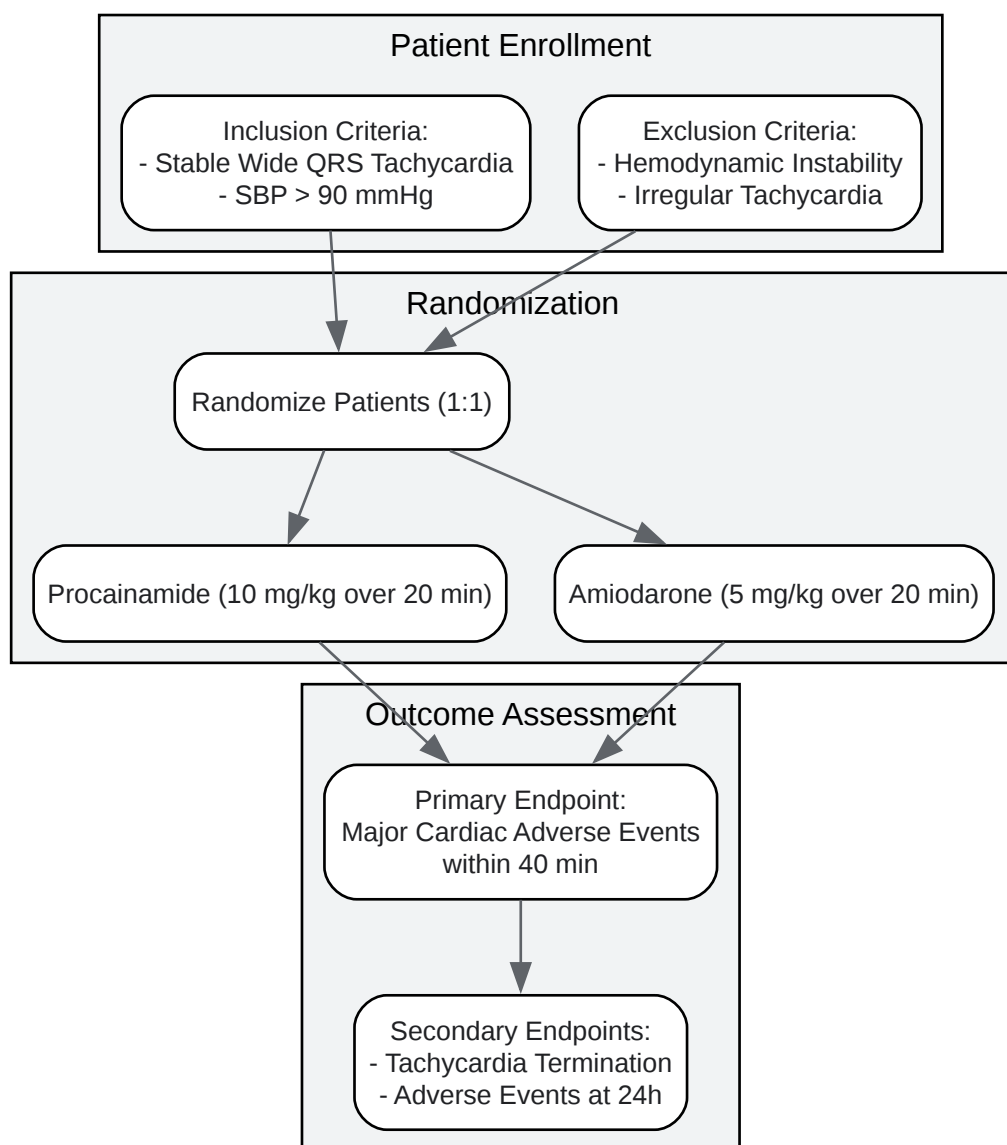 Patient Enrollment
Inclusion Criteria:
- Stable Wide QRS Tachycardia
- SBP > 90 mmHg
Exclusion Criteria:
- Hemodynamic Instability
- Irregular Tachycardia
Randomization
Randomize Patients (1:1)
Procainamide (10 mg/kg over 20 min)
Amiodarone (5 mg/kg over 20 min)
Outcome Assessment
Primary Endpoint:
Major Cardiac Adverse Events
within 40 min
Secondary Endpoints:
- Tachycardia Termination
- Adverse Events at 24h